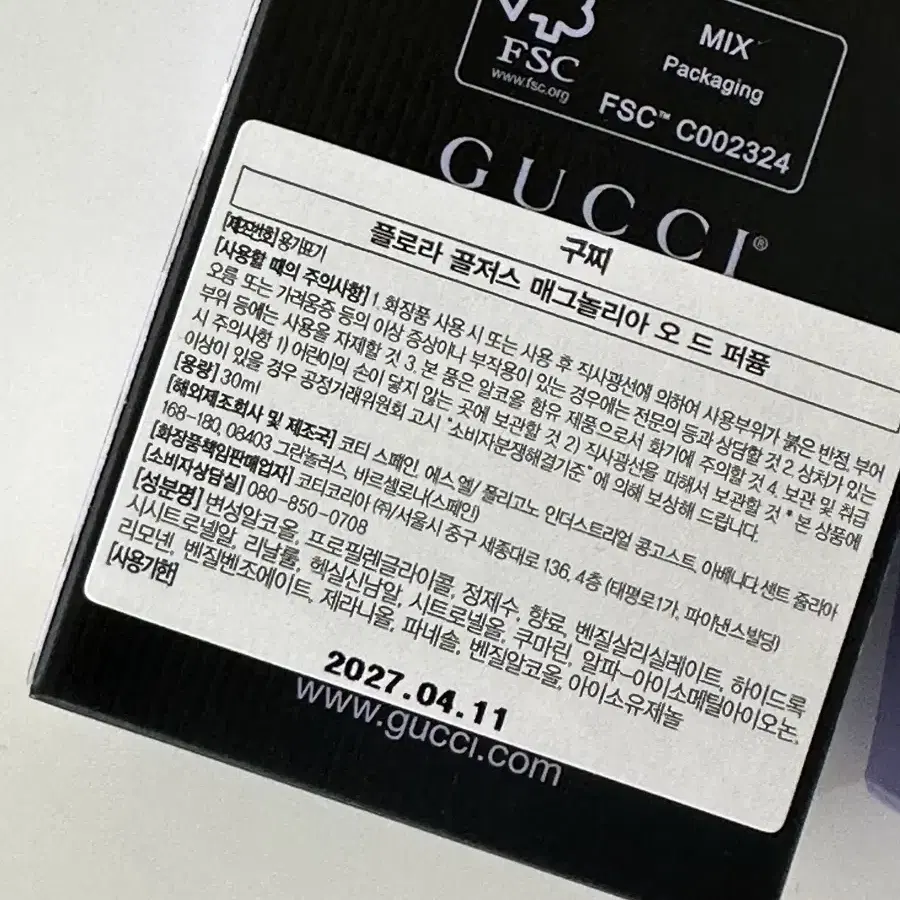 FSC
www.fsc.org
MIX
Packaging
FSC™ C002324
GUCCI®
구찌
플로라 골저스 매그놀리아 오 드 퍼퓸
[제조번호] 용기표기
[사용할 때의 주의사항] 1. 화장품 사용 시 또는 사용 후 직사광선에 의하여 사용부위가 붉은 반점, 부어
오름 또는 가려움증 등의 이상 증상이나 부작용이 있는 경우에는 전문의 등과 상담할 것 2. 상처가 있는
부위 등에는 사용을 자제할 것 3. 본 품은 알코올 함유 제품으로서 화기에 주의할 것 4. 보관 및 취급
시 주의사항 1) 어린이의 손이 닿지 않는 곳에 보관할 것 2) 직사광선을 피해서 보관할 것 * 본 상품에
이상이 있을 경우 공정거래위원회 고시 "소비자분쟁해결기준"에 의해 보상해 드립니다.
[용량] 30ml
[해외제조회사 및 제조국] 코티 스페인 에스.엘/ 폴리고노 인더스트리얼 콩고스트, 아베니다 센트 줄리아
168-180, 08403 그란놀러스, 바르셀로나(스페인)
[화장품책임판매업자] 코티코리아 (주)/서울시 중구 세종대로 136, 4층 (태평로1가, 파이낸스빌딩)
[소비자상담실] 080-850-0708
[성분명] 변성알코올, 프로필렌글라이콜, 정제수, 향료, 벤질살리실레이트, 하이드록
시시트로넬알, 리날룰, 헥실신남알, 시트로넬올, 쿠마린, 알파-아이소메틸아이오논,
리모넨, 벤질벤조에이트, 제라니올, 파네솔, 벤질알코올, 아이소유제놀
[사용기한]
2027.04.11
www.gucci.com